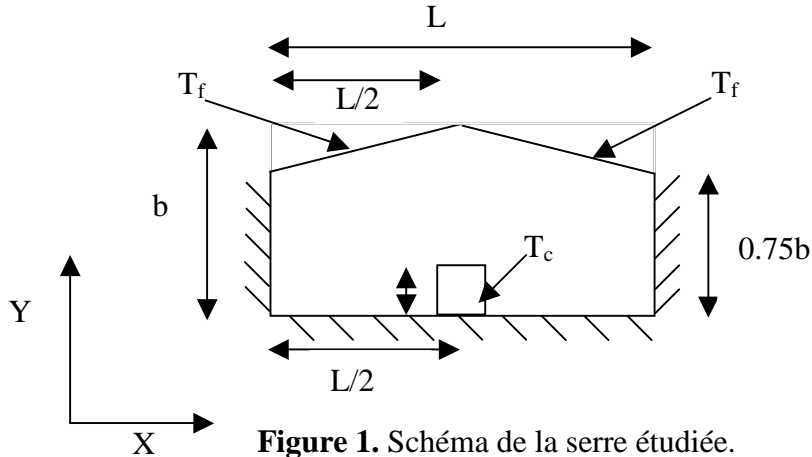 L
T_f
L/2
T_f
b
T_c
0.75b
Y
L/2
X
Figure 1. Schéma de la serre étudiée.